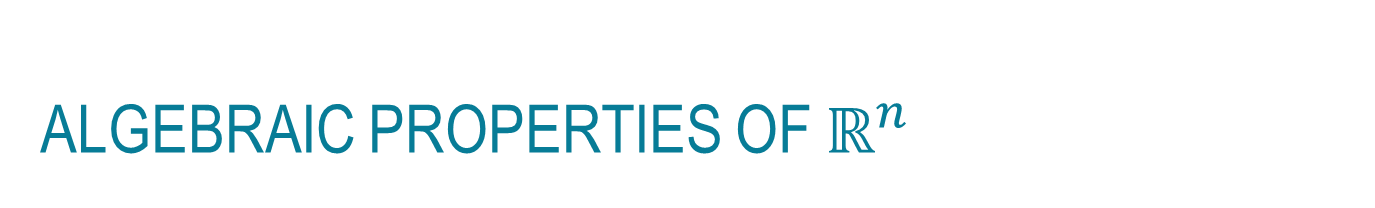 ALGEBRAIC PROPERTIES OF ℝⁿ